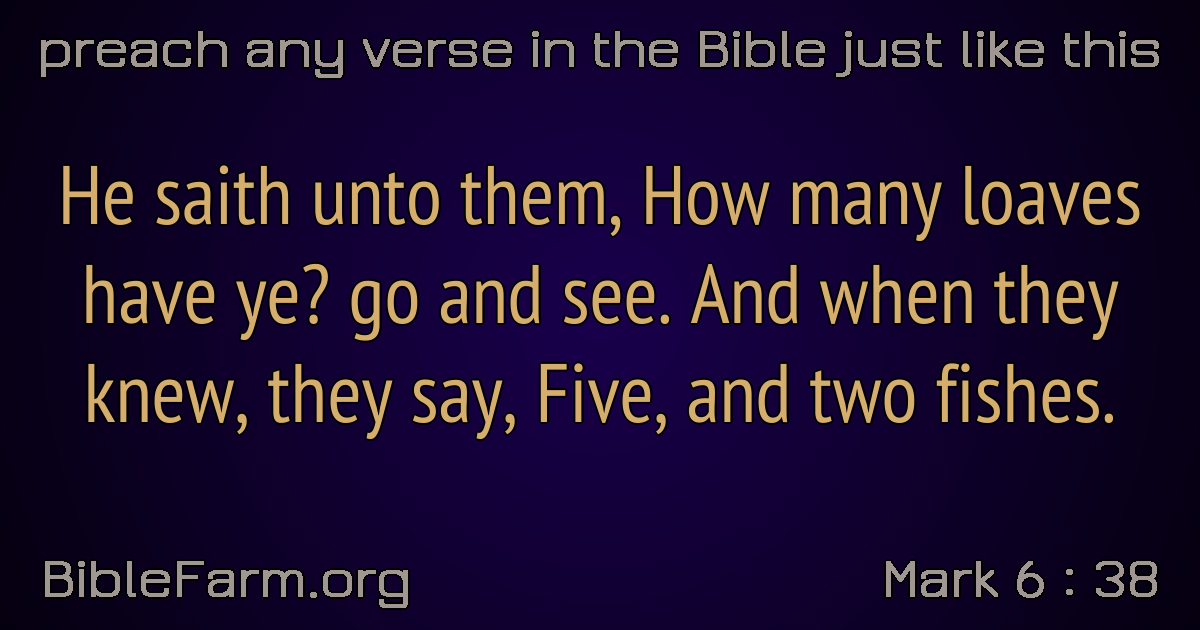 preach any verse in the Bible just like this
He saith unto them, How many loaves
have ye? go and see. And when they
knew, they say, Five, and two fishes.
BibleFarm.org
Mark 6 : 38